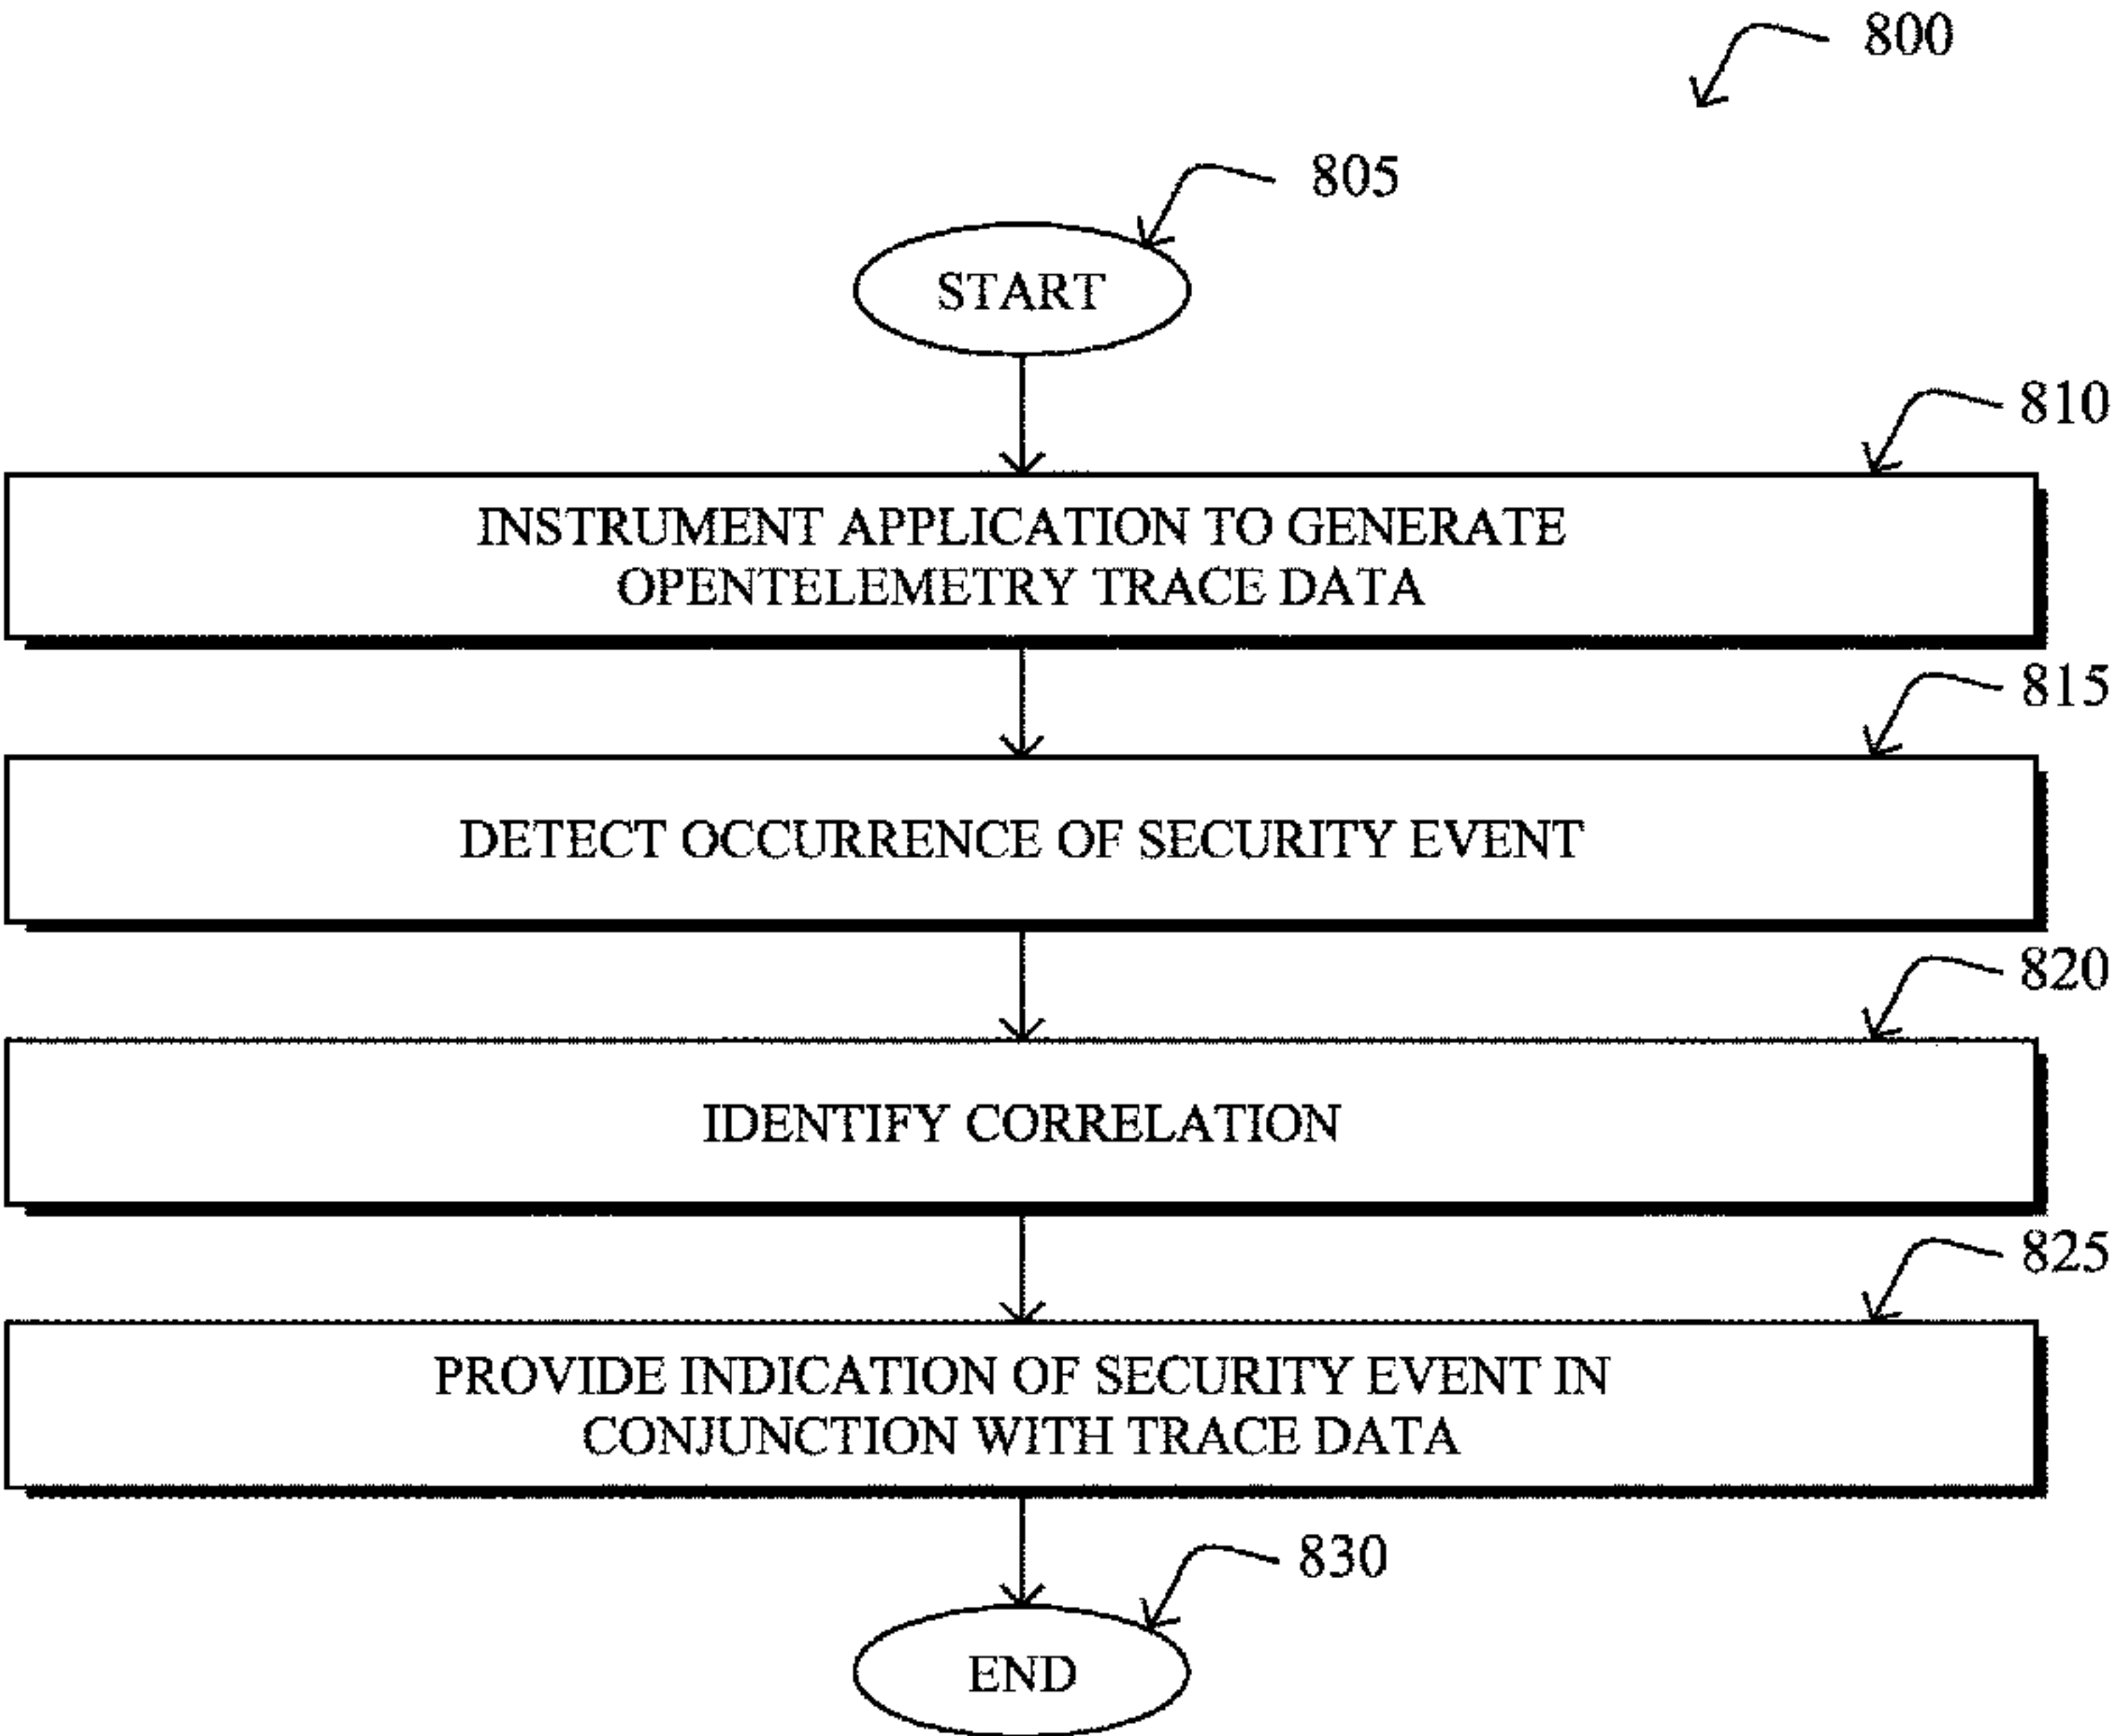 800
805
START
810
INSTRUMENT APPLICATION TO GENERATE
OPENTELEMETRY TRACE DATA
815
DETECT OCCURRENCE OF SECURITY EVENT
820
IDENTIFY CORRELATION
825
PROVIDE INDICATION OF SECURITY EVENT IN
CONJUNCTION WITH TRACE DATA
830
END